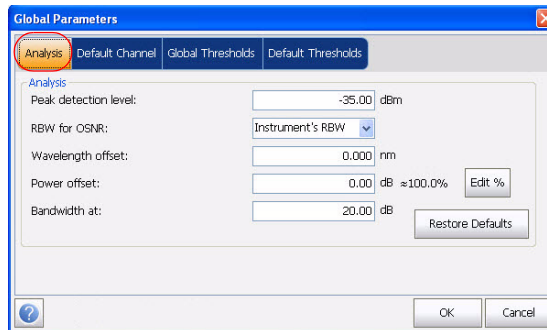 Global Parameters
Analysis Default Channel Global Thresholds Default Thresholds
Analysis
Peak detection level: -35.00 dBm
RBW for OSNR: Instrument's RBW
Wavelength offset: 0.000 nm
Power offset: 0.00 dB ≈100.0% Edit %
Bandwidth at: 20.00 dB
Restore Defaults
? OK Cancel